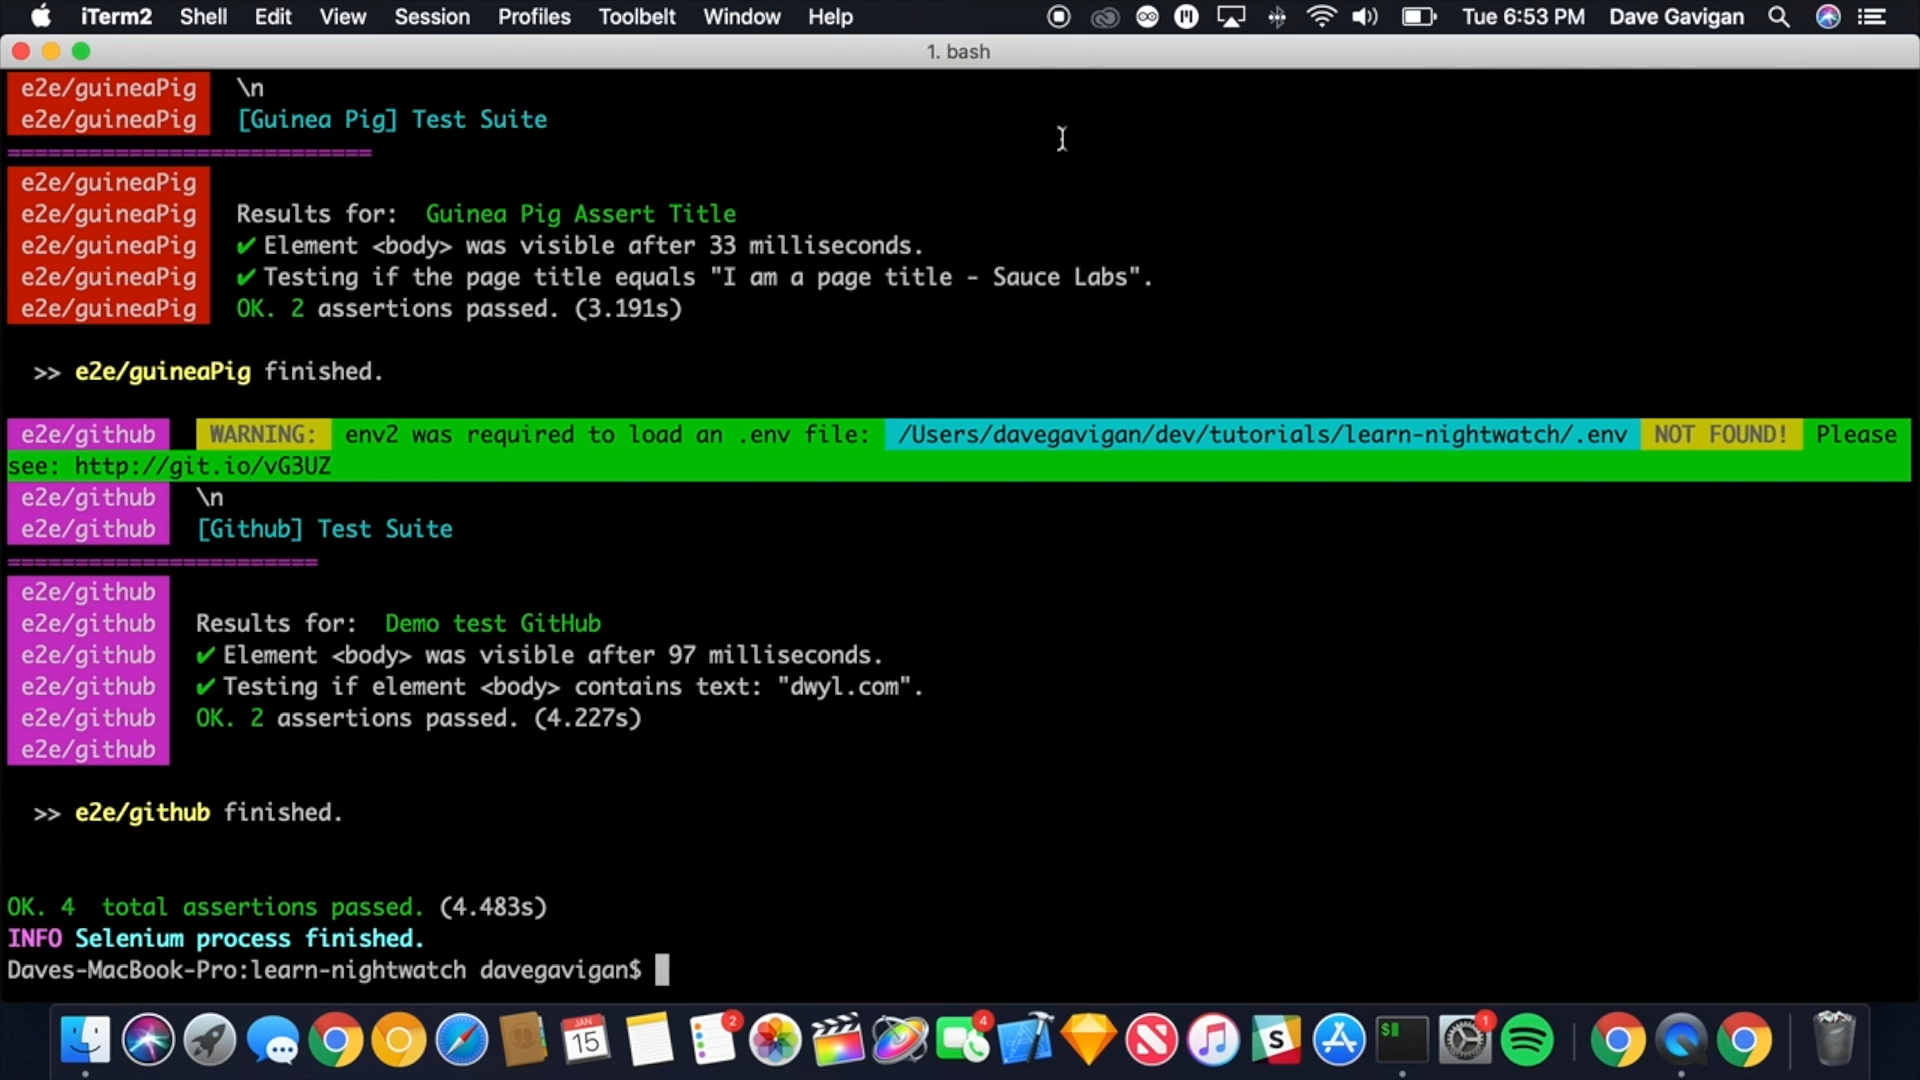 iTerm2 Shell Edit View Session Profiles Toolbelt Window Help Tue 6:53 PM Dave Gavigan
1. bash
e2e/guineaPig \n
e2e/guineaPig [Guinea Pig] Test Suite
===========================
e2e/guineaPig
e2e/guineaPig Results for:  Guinea Pig Assert Title
e2e/guineaPig ✔ Element <body> was visible after 33 milliseconds.
e2e/guineaPig ✔ Testing if the page title equals "I am a page title - Sauce Labs".
e2e/guineaPig OK. 2 assertions passed. (3.191s)
>> e2e/guineaPig finished.
e2e/github WARNING: env2 was required to load an .env file: /Users/davegavigan/dev/tutorials/learn-nightwatch/.env NOT FOUND! Please
see: http://git.io/vG3UZ
e2e/github \n
e2e/github [Github] Test Suite
=======================
e2e/github
e2e/github Results for:  Demo test GitHub
e2e/github ✔ Element <body> was visible after 97 milliseconds.
e2e/github ✔ Testing if element <body> contains text: "dwyl.com".
e2e/github OK. 2 assertions passed. (4.227s)
e2e/github
>> e2e/github finished.
OK. 4  total assertions passed. (4.483s)
INFO Selenium process finished.
Daves-MacBook-Pro:learn-nightwatch davegavigan$
JAN 15 2 4 S $ 1